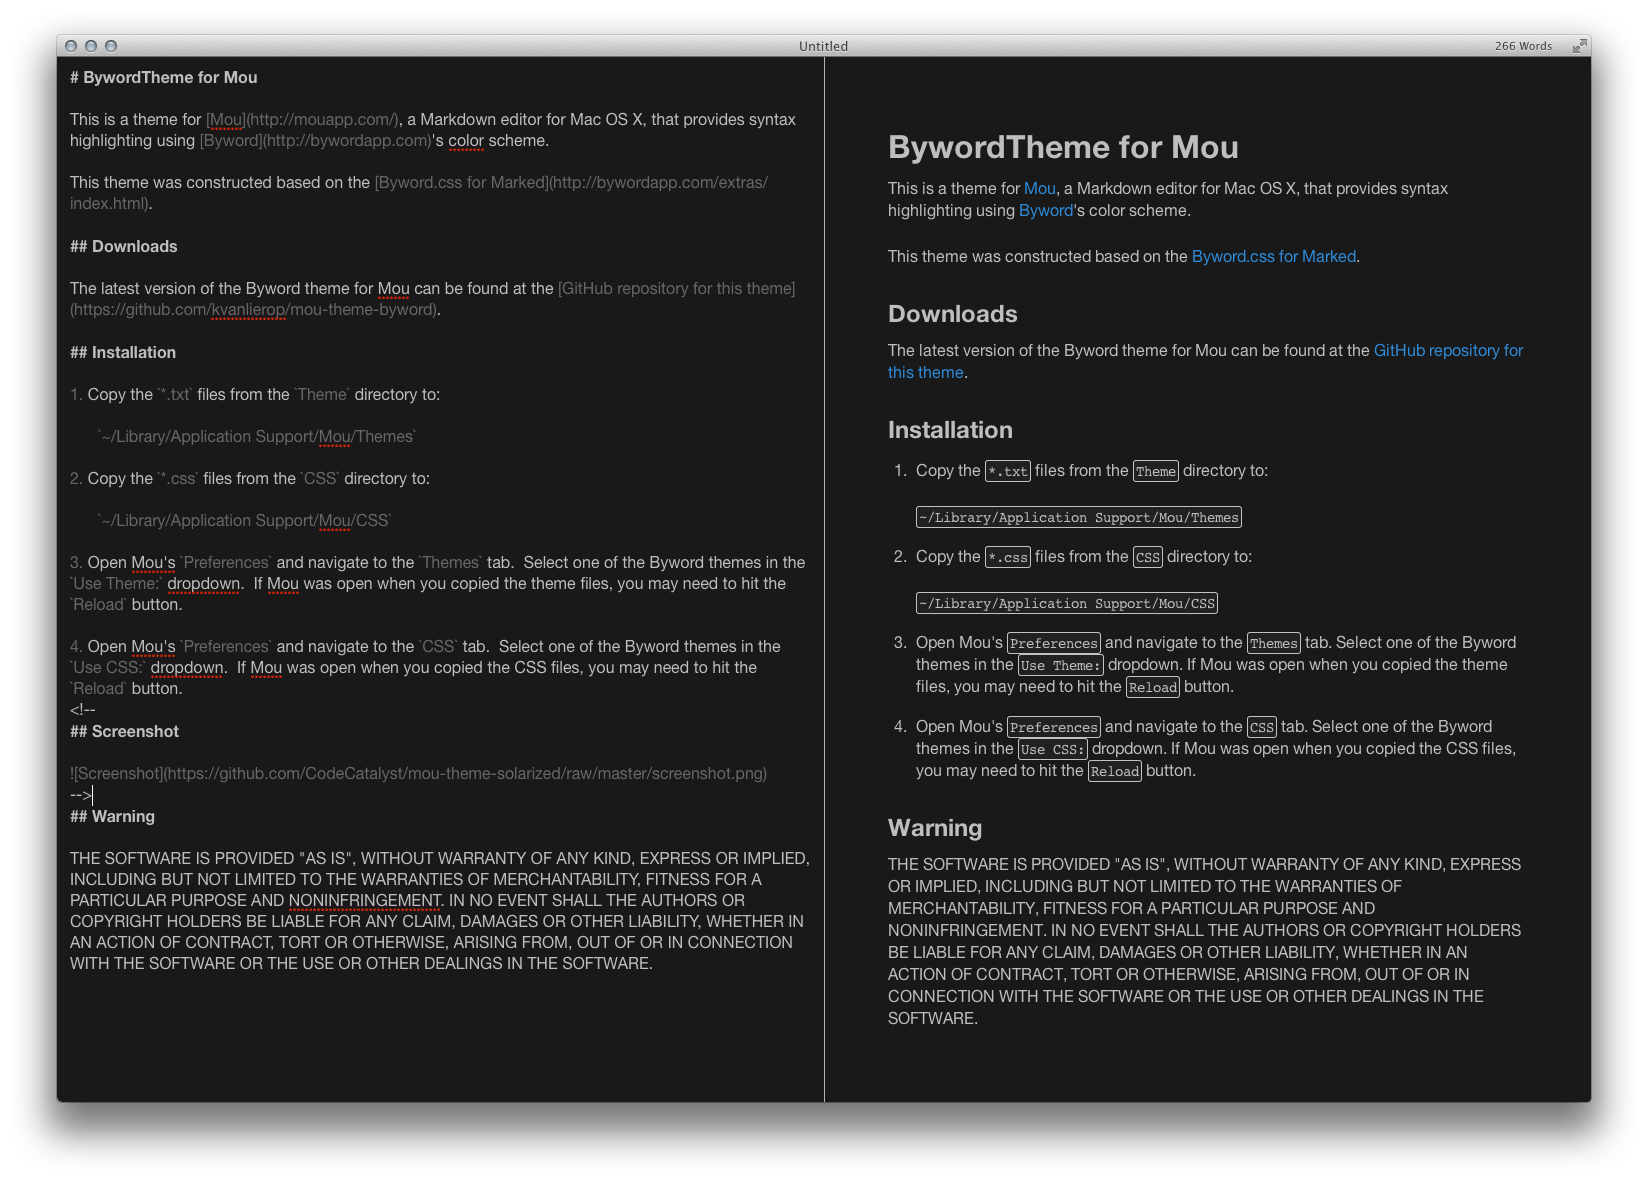 Untitled
266 Words
# BywordTheme for Mou
This is a theme for [Mou](http://mouapp.com/), a Markdown editor for Mac OS X, that provides syntax
highlighting using [Byword](http://bywordapp.com)'s color scheme.
This theme was constructed based on the [Byword.css for Marked](http://bywordapp.com/extras/
index.html).
## Downloads
The latest version of the Byword theme for Mou can be found at the [GitHub repository for this theme]
(https://github.com/kvanlierop/mou-theme-byword).
## Installation
1. Copy the `*.txt` files from the `Theme` directory to:
`~/Library/Application Support/Mou/Themes`
2. Copy the `*.css` files from the `CSS` directory to:
`~/Library/Application Support/Mou/CSS`
3. Open Mou's `Preferences` and navigate to the `Themes` tab.  Select one of the Byword themes in the
`Use Theme:` dropdown.  If Mou was open when you copied the theme files, you may need to hit the
`Reload` button.
4. Open Mou's `Preferences` and navigate to the `CSS` tab.  Select one of the Byword themes in the
`Use CSS:` dropdown.  If Mou was open when you copied the CSS files, you may need to hit the
`Reload` button.
<!--
## Screenshot
![Screenshot](https://github.com/CodeCatalyst/mou-theme-solarized/raw/master/screenshot.png)
-->
## Warning
THE SOFTWARE IS PROVIDED "AS IS", WITHOUT WARRANTY OF ANY KIND, EXPRESS OR IMPLIED,
INCLUDING BUT NOT LIMITED TO THE WARRANTIES OF MERCHANTABILITY, FITNESS FOR A
PARTICULAR PURPOSE AND NONINFRINGEMENT. IN NO EVENT SHALL THE AUTHORS OR
COPYRIGHT HOLDERS BE LIABLE FOR ANY CLAIM, DAMAGES OR OTHER LIABILITY, WHETHER IN
AN ACTION OF CONTRACT, TORT OR OTHERWISE, ARISING FROM, OUT OF OR IN CONNECTION
WITH THE SOFTWARE OR THE USE OR OTHER DEALINGS IN THE SOFTWARE.
BywordTheme for Mou
This is a theme for Mou, a Markdown editor for Mac OS X, that provides syntax
highlighting using Byword's color scheme.
This theme was constructed based on the Byword.css for Marked.
Downloads
The latest version of the Byword theme for Mou can be found at the GitHub repository for
this theme.
Installation
1. Copy the *.txt files from the Theme directory to:
~/Library/Application Support/Mou/Themes
2. Copy the *.css files from the CSS directory to:
~/Library/Application Support/Mou/CSS
3. Open Mou's Preferences and navigate to the Themes tab. Select one of the Byword
themes in the Use Theme: dropdown. If Mou was open when you copied the theme
files, you may need to hit the Reload button.
4. Open Mou's Preferences and navigate to the CSS tab. Select one of the Byword
themes in the Use CSS: dropdown. If Mou was open when you copied the CSS files,
you may need to hit the Reload button.
Warning
THE SOFTWARE IS PROVIDED "AS IS", WITHOUT WARRANTY OF ANY KIND, EXPRESS
OR IMPLIED, INCLUDING BUT NOT LIMITED TO THE WARRANTIES OF
MERCHANTABILITY, FITNESS FOR A PARTICULAR PURPOSE AND
NONINFRINGEMENT. IN NO EVENT SHALL THE AUTHORS OR COPYRIGHT HOLDERS
BE LIABLE FOR ANY CLAIM, DAMAGES OR OTHER LIABILITY, WHETHER IN AN
ACTION OF CONTRACT, TORT OR OTHERWISE, ARISING FROM, OUT OF OR IN
CONNECTION WITH THE SOFTWARE OR THE USE OR OTHER DEALINGS IN THE
SOFTWARE.